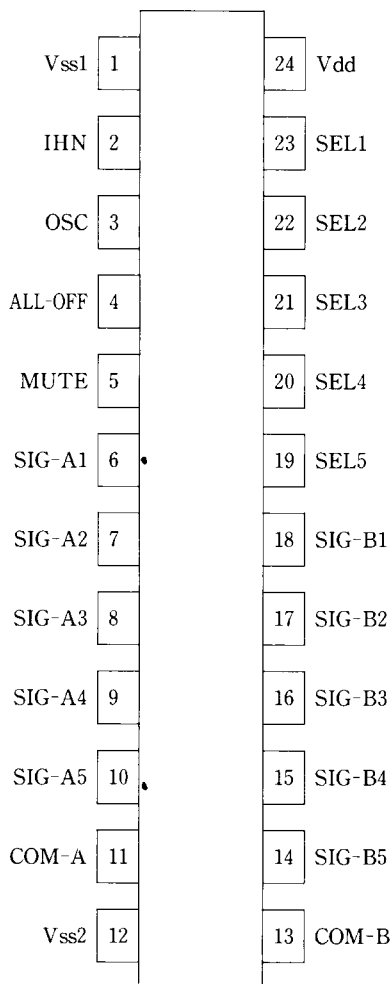 Vss1 1 24 Vdd
IHN 2 23 SEL1
OSC 3 22 SEL2
ALL-OFF 4 21 SEL3
MUTE 5 20 SEL4
SIG-A1 6 19 SEL5
SIG-A2 7 18 SIG-B1
SIG-A3 8 17 SIG-B2
SIG-A4 9 16 SIG-B3
SIG-A5 10 15 SIG-B4
COM-A 11 14 SIG-B5
Vss2 12 13 COM-B